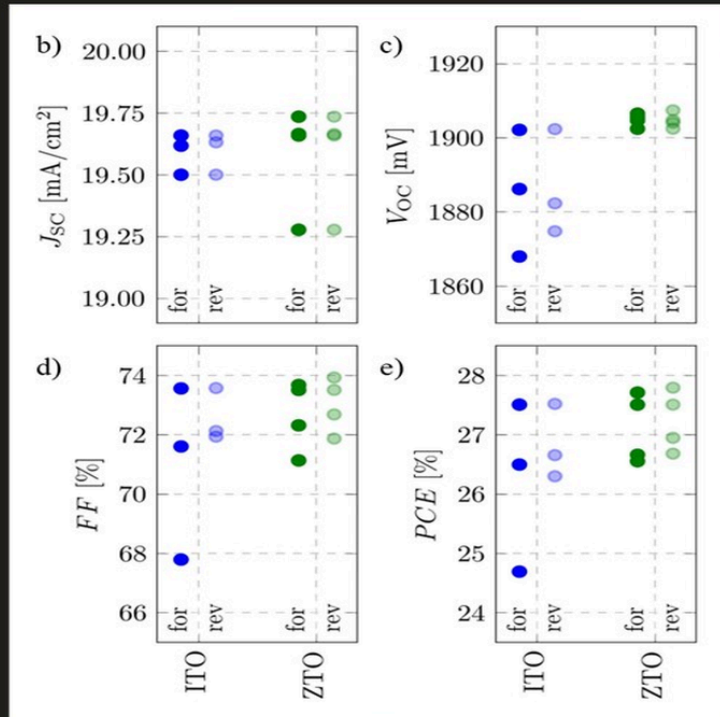 b)
J_SC [mA/cm²]
20.00
19.75
19.50
19.25
19.00
for
rev
for
rev
c)
V_OC [mV]
1920
1900
1880
1860
for
rev
for
rev
d)
FF [%]
74
72
70
68
66
for
rev
for
rev
ITO
ZTO
e)
PCE [%]
28
27
26
25
24
for
rev
for
rev
ITO
ZTO